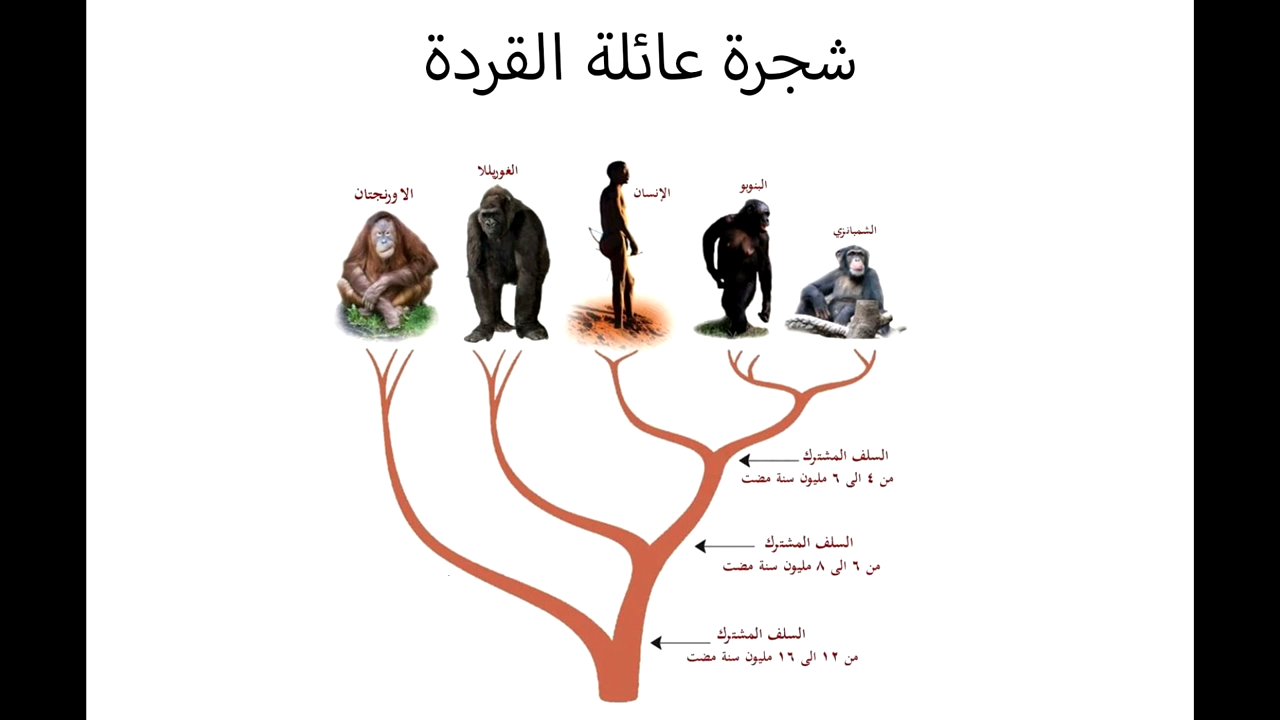 شجرة عائلة القردة
الاورنجتان
الغوريللا
الإنسان
البنوبو
الشمبانزي
السلف المشترك
من ٤ الى ٦ مليون سنة مضت
السلف المشترك
من ٦ الى ٨ مليون سنة مضت
السلف المشترك
من ١٢ الى ١٦ مليون سنة مضت